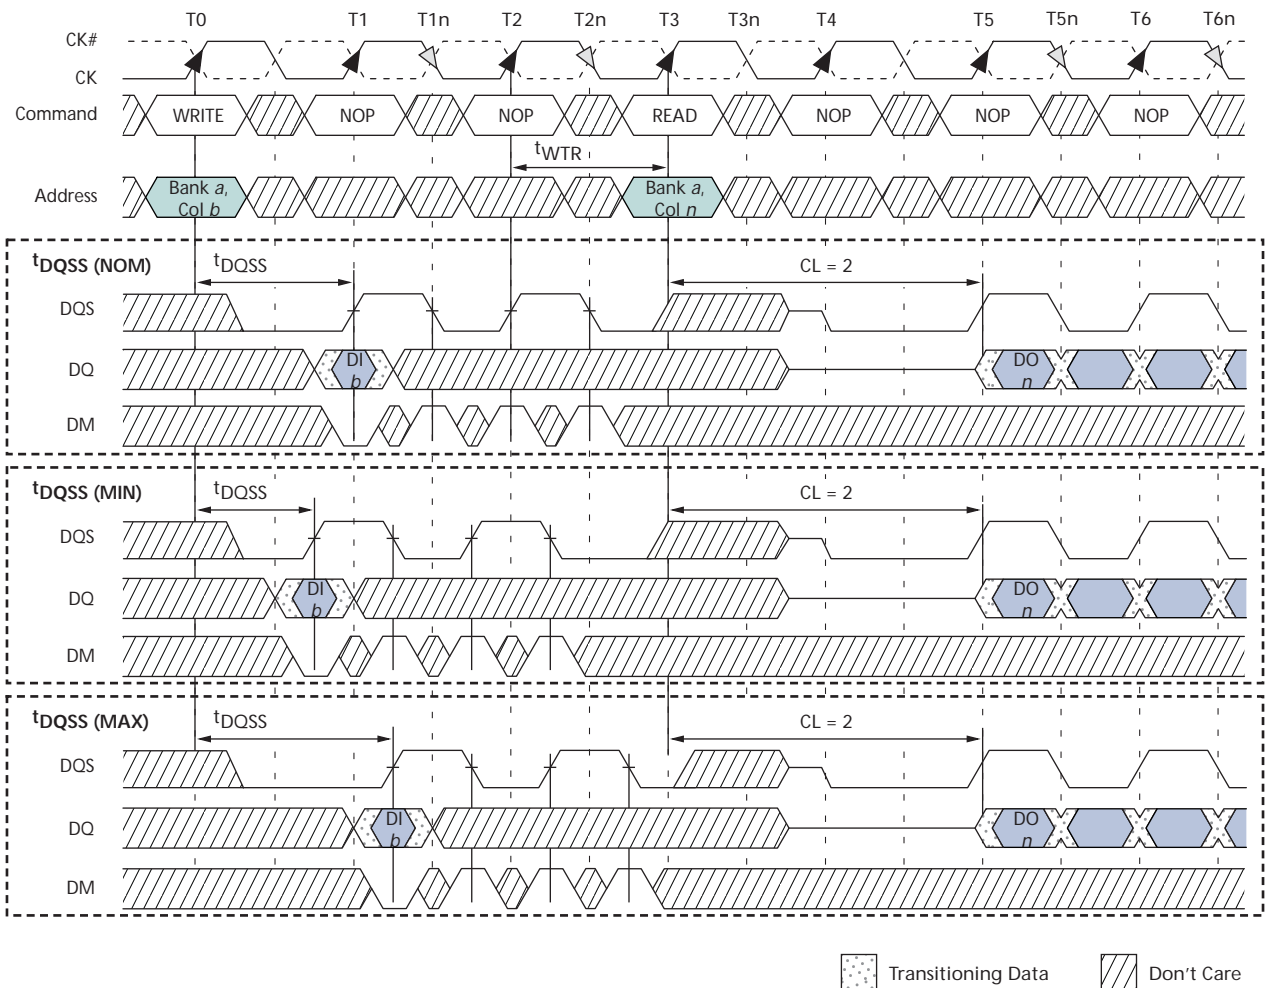 T0 T1 T1n T2 T2n T3 T3n T4 T5 T5n T6 T6n
CK#
CK
Command WRITE NOP NOP READ NOP NOP NOP
tWTR
Address Bank a, Col b Bank a, Col n
tDQSS (NOM) tDQSS CL = 2
DQS
DQ DI b DO n
DM
tDQSS (MIN) tDQSS CL = 2
DQS
DQ DI b DO n
DM
tDQSS (MAX) tDQSS CL = 2
DQS
DQ DI b DO n
DM
Transitioning Data Don't Care